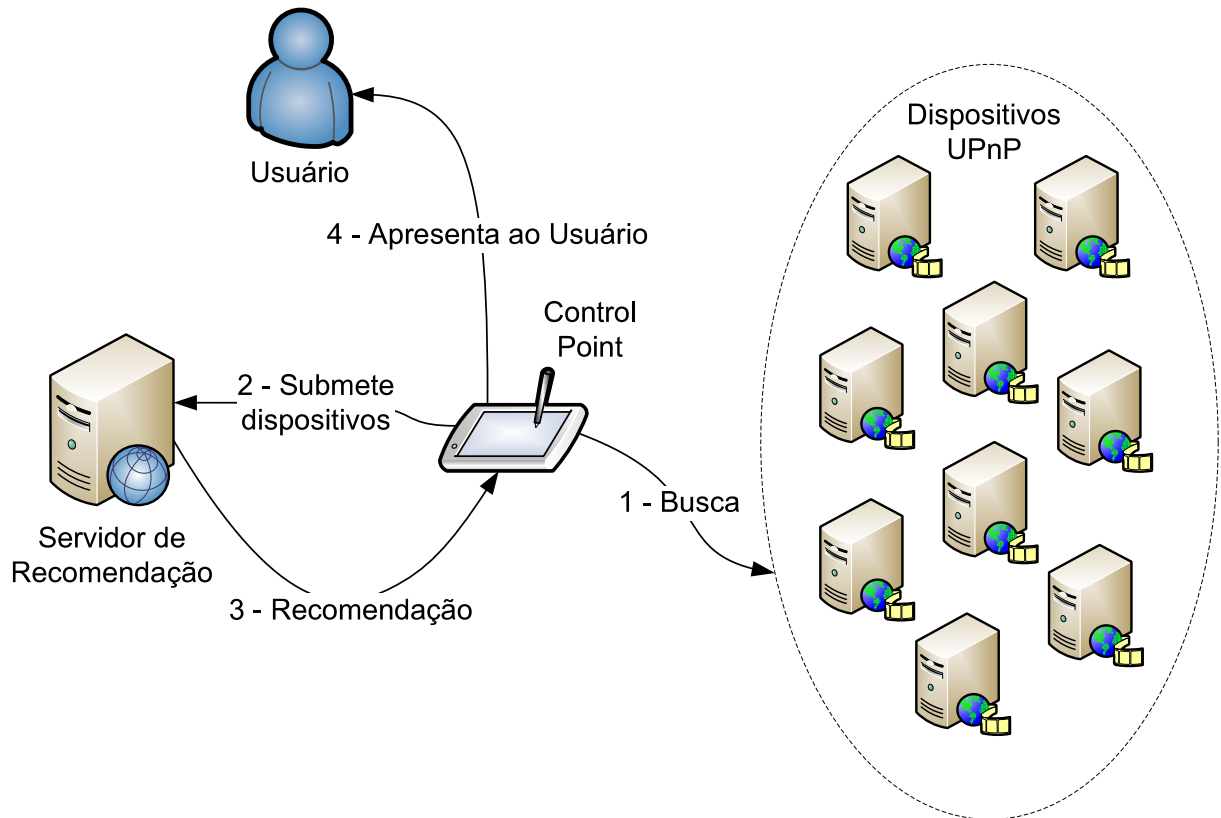 Usuário
Dispositivos
UPnP
4 - Apresenta ao Usuário
Control
Point
2 - Submete
dispositivos
1 - Busca
Servidor de
Recomendação
3 - Recomendação